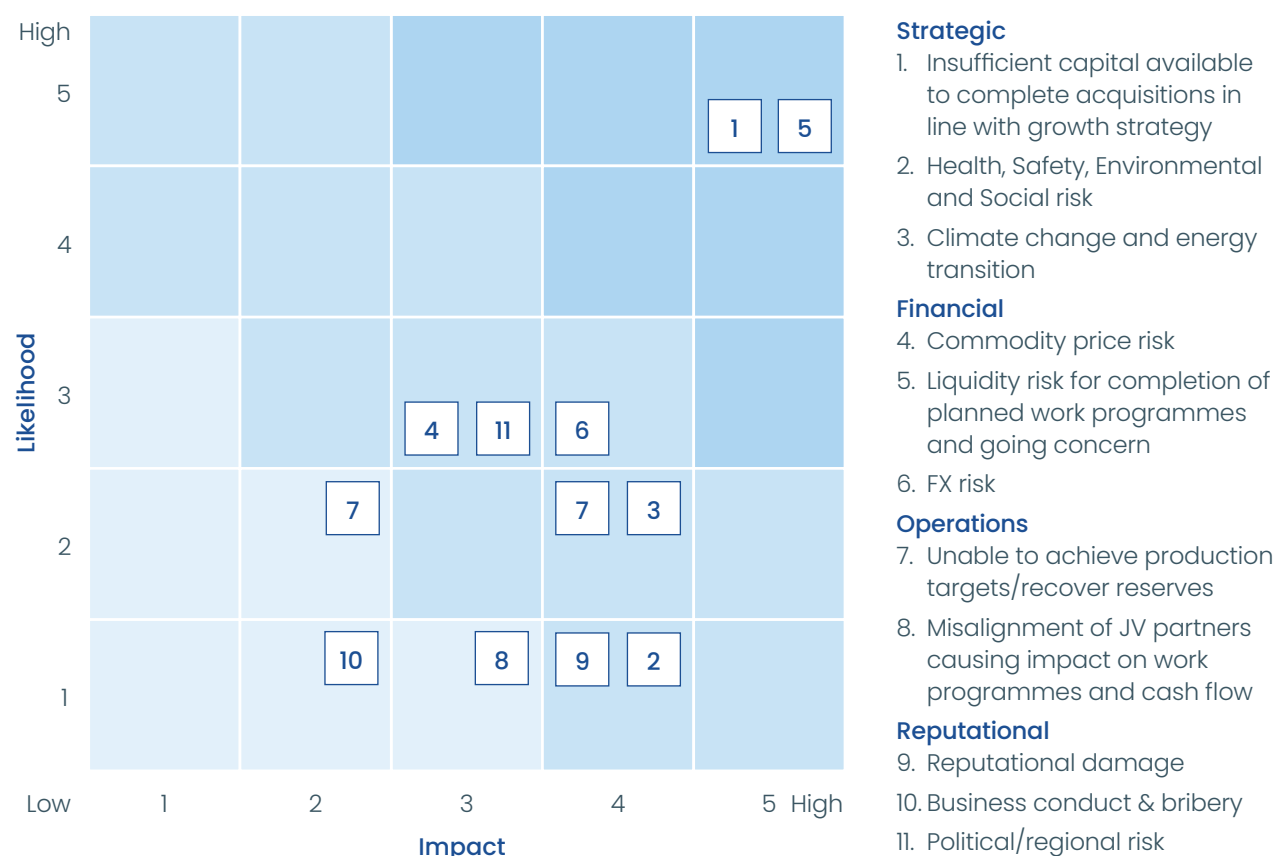 High
5
1 5
4
Likelihood
3
4 11 6
7 7 3
2
10 8 9 2
1
Low 1 2 3 4 5 High
Impact
Strategic
1. Insufficient capital available
to complete acquisitions in
line with growth strategy
2. Health, Safety, Environmental
and Social risk
3. Climate change and energy
transition
Financial
4. Commodity price risk
5. Liquidity risk for completion of
planned work programmes
and going concern
6. FX risk
Operations
7. Unable to achieve production
targets/recover reserves
8. Misalignment of JV partners
causing impact on work
programmes and cash flow
Reputational
9. Reputational damage
10. Business conduct & bribery
11. Political/regional risk